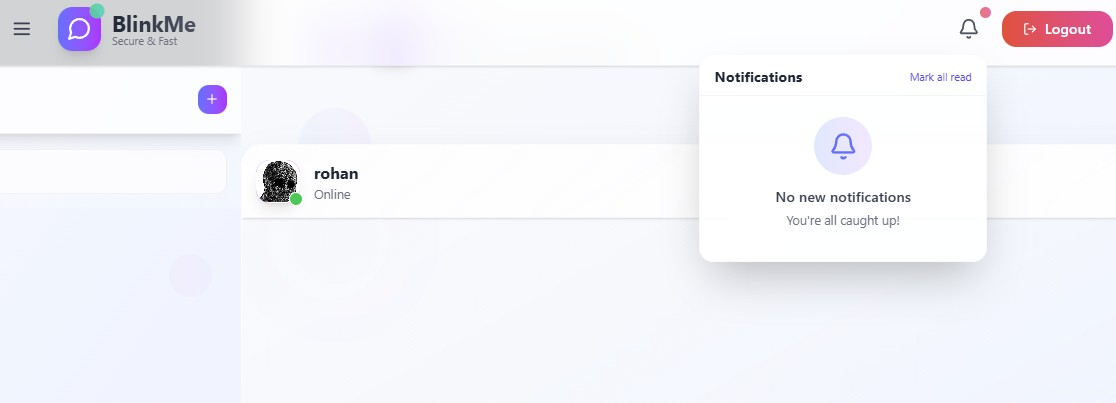 BlinkMe
Secure & Fast
Logout
Notifications
Mark all read
rohan
Online
No new notifications
You're all caught up!